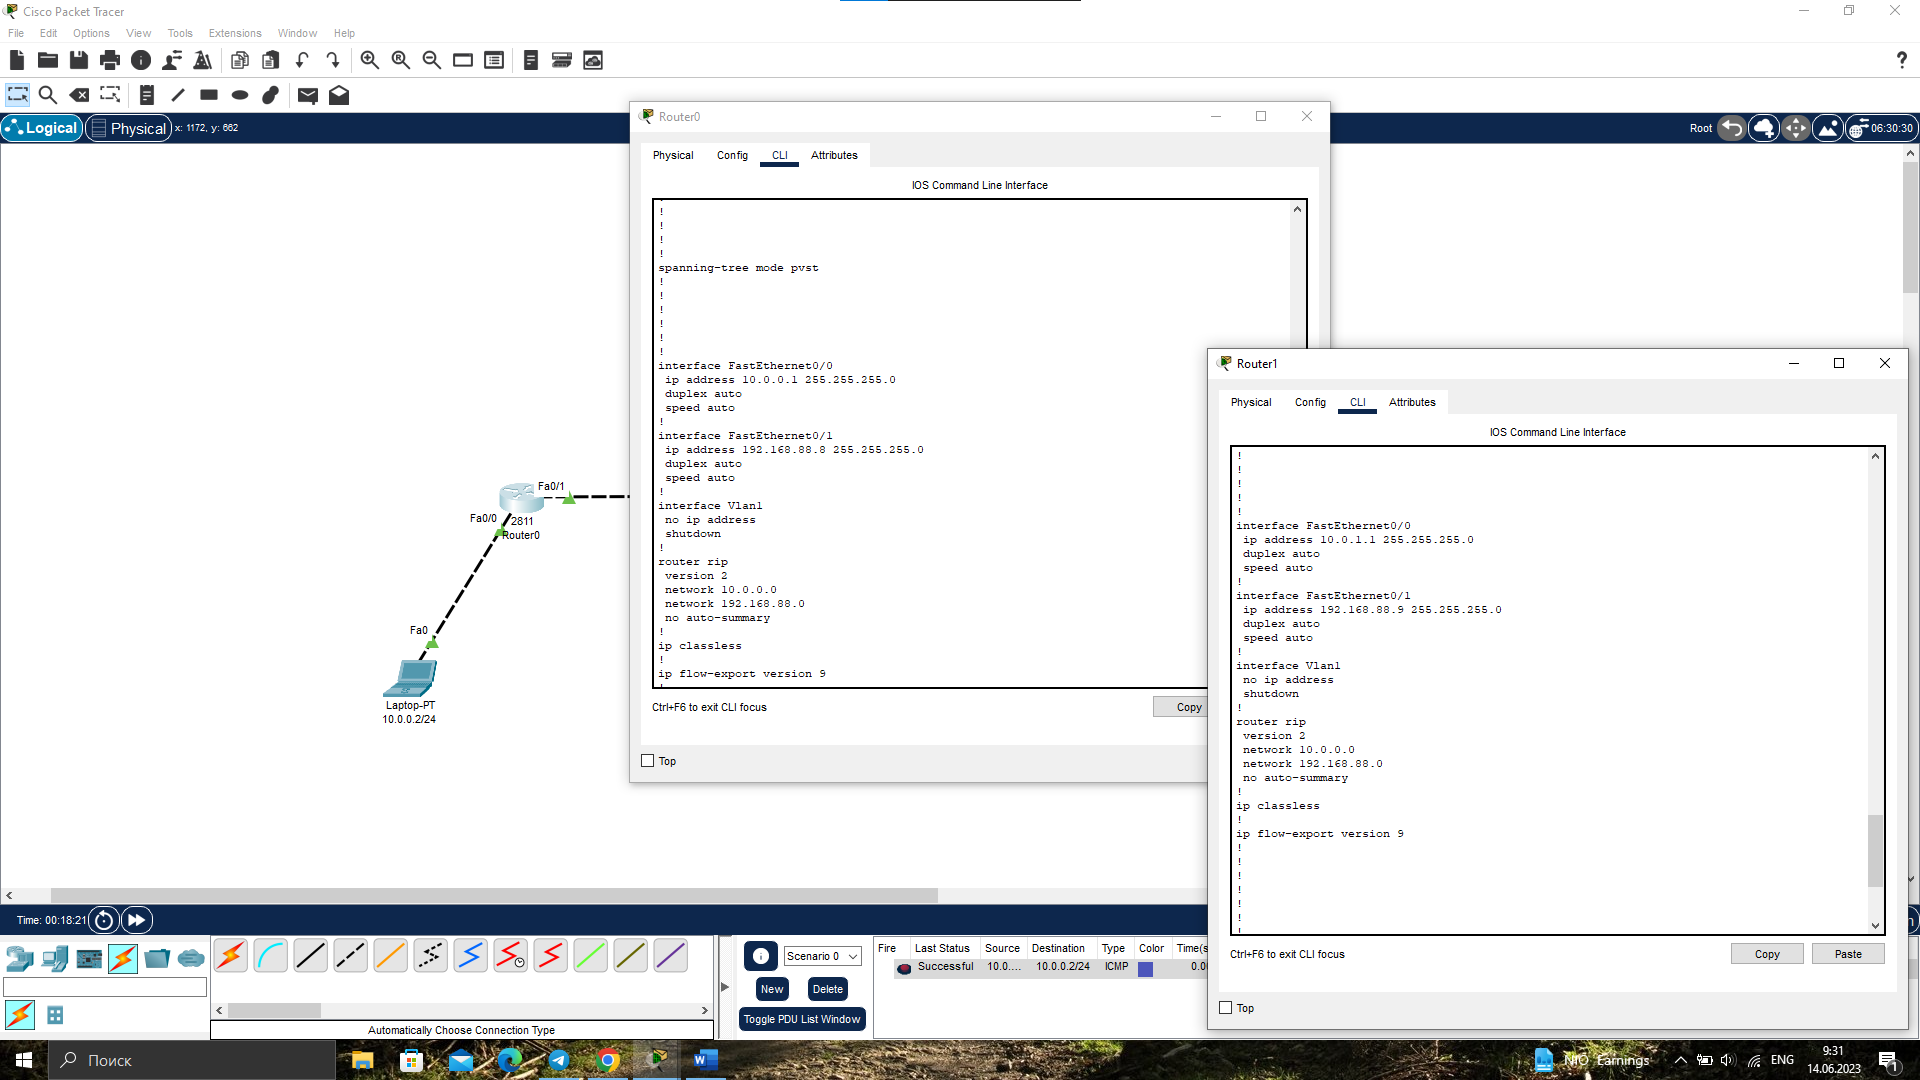 Cisco Packet Tracer
File Edit Options View Tools Extensions Window Help
Logical Physical x: 1172, y: 662
Root 06:30:30
Fa0/1
Fa0/0
2811
Router0
Fa0
Laptop-PT
10.0.0.2/24
Router0
Physical Config CLI Attributes
IOS Command Line Interface
!
!
!
!
spanning-tree mode pvst
!
!
!
!
!
!
interface FastEthernet0/0
ip address 10.0.0.1 255.255.255.0
duplex auto
speed auto
!
interface FastEthernet0/1
ip address 192.168.88.8 255.255.255.0
duplex auto
speed auto
!
interface Vlan1
no ip address
shutdown
!
router rip
version 2
network 10.0.0.0
network 192.168.88.0
no auto-summary
!
ip classless
!
ip flow-export version 9
Ctrl+F6 to exit CLI focus
Copy
Top
Router1
Physical Config CLI Attributes
IOS Command Line Interface
!
!
!
!
!
interface FastEthernet0/0
ip address 10.0.1.1 255.255.255.0
duplex auto
speed auto
!
interface FastEthernet0/1
ip address 192.168.88.9 255.255.255.0
duplex auto
speed auto
!
interface Vlan1
no ip address
shutdown
!
router rip
version 2
network 10.0.0.0
network 192.168.88.0
no auto-summary
!
ip classless
!
ip flow-export version 9
!
!
!
!
!
!
!
Ctrl+F6 to exit CLI focus
Copy Paste
Top
Time: 00:18:21
Automatically Choose Connection Type
Scenario 0
New Delete
Toggle PDU List Window
Fire Last Status Source Destination Type Color Time(s
Successful 10.0.... 10.0.0.2/24 ICMP 0.0
Поиск
NIO Earnings
ENG
9:31
14.06.2023
1